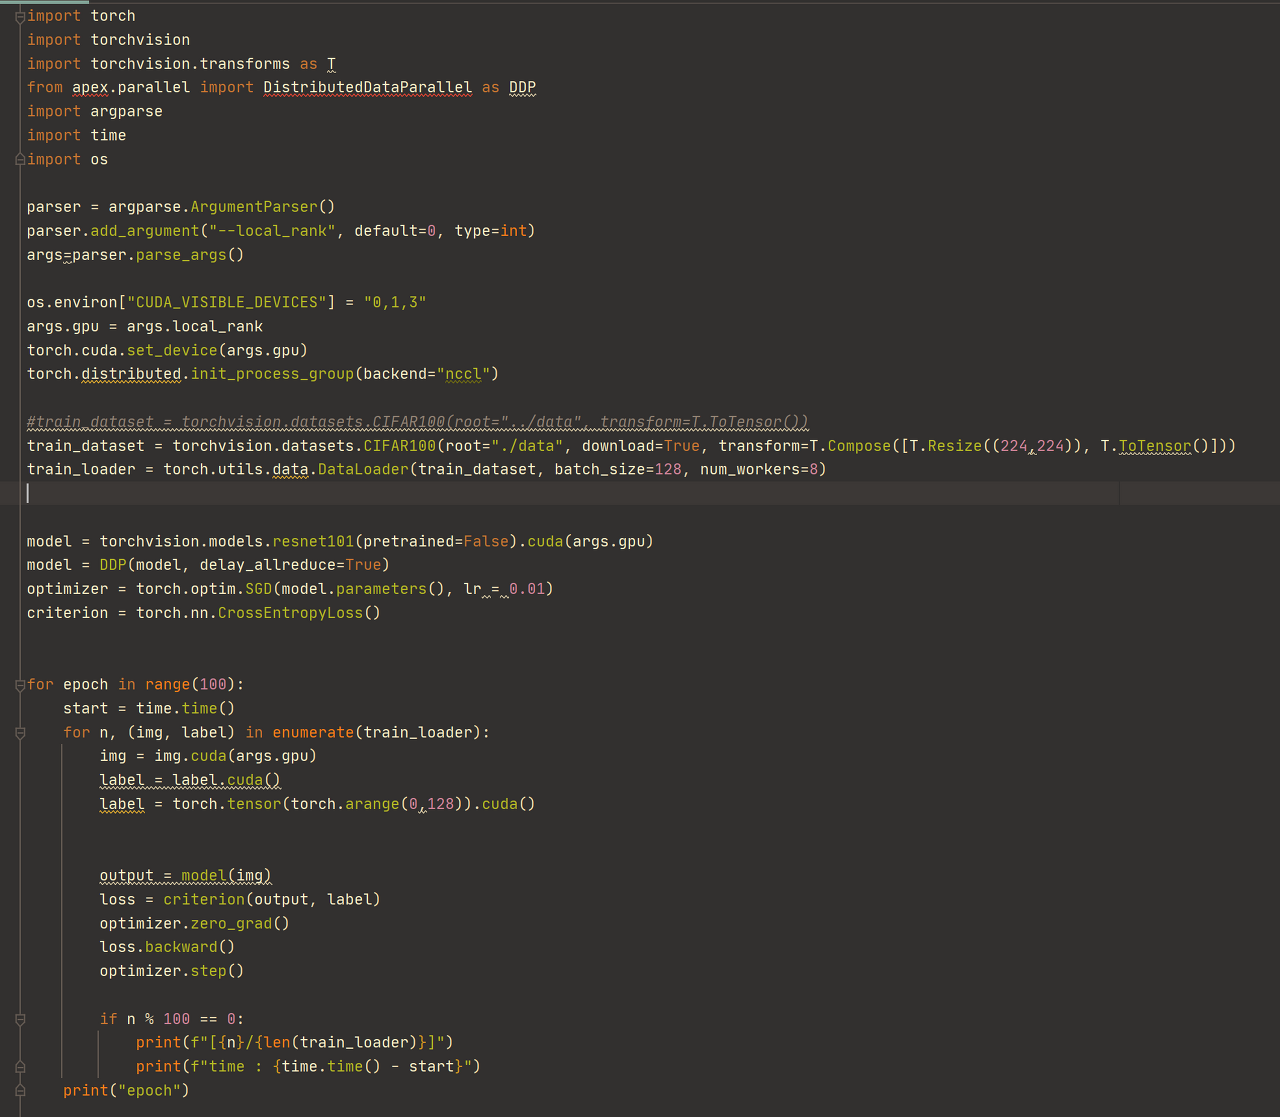 import torch
import torchvision
import torchvision.transforms as T
from apex.parallel import DistributedDataParallel as DDP
import argparse
import time
import os
parser = argparse.ArgumentParser()
parser.add_argument("--local_rank", default=0, type=int)
args=parser.parse_args()
os.environ["CUDA_VISIBLE_DEVICES"] = "0,1,3"
args.gpu = args.local_rank
torch.cuda.set_device(args.gpu)
torch.distributed.init_process_group(backend="nccl")
#train_dataset = torchvision.datasets.CIFAR100(root="../data", transform=T.ToTensor())
train_dataset = torchvision.datasets.CIFAR100(root="./data", download=True, transform=T.Compose([T.Resize((224,224)), T.ToTensor()]))
train_loader = torch.utils.data.DataLoader(train_dataset, batch_size=128, num_workers=8)
model = torchvision.models.resnet101(pretrained=False).cuda(args.gpu)
model = DDP(model, delay_allreduce=True)
optimizer = torch.optim.SGD(model.parameters(), lr = 0.01)
criterion = torch.nn.CrossEntropyLoss()
for epoch in range(100):
    start = time.time()
    for n, (img, label) in enumerate(train_loader):
        img = img.cuda(args.gpu)
        label = label.cuda()
        label = torch.tensor(torch.arange(0,128)).cuda()
        output = model(img)
        loss = criterion(output, label)
        optimizer.zero_grad()
        loss.backward()
        optimizer.step()
        if n % 100 == 0:
            print(f"[{n}/{len(train_loader)}]")
            print(f"time : {time.time() - start}")
    print("epoch")